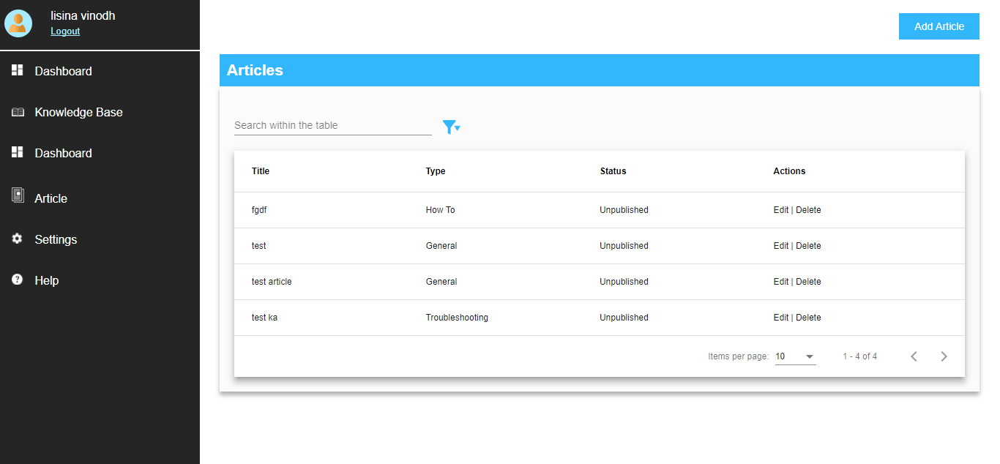 lisina vinodh
Logout
Dashboard
Knowledge Base
Dashboard
Article
Settings
Help
Add Article
Articles
Search within the table
Title Type Status Actions
fgdf How To Unpublished Edit | Delete
test General Unpublished Edit | Delete
test article General Unpublished Edit | Delete
test ka Troubleshooting Unpublished Edit | Delete
Items per page: 10 1 - 4 of 4